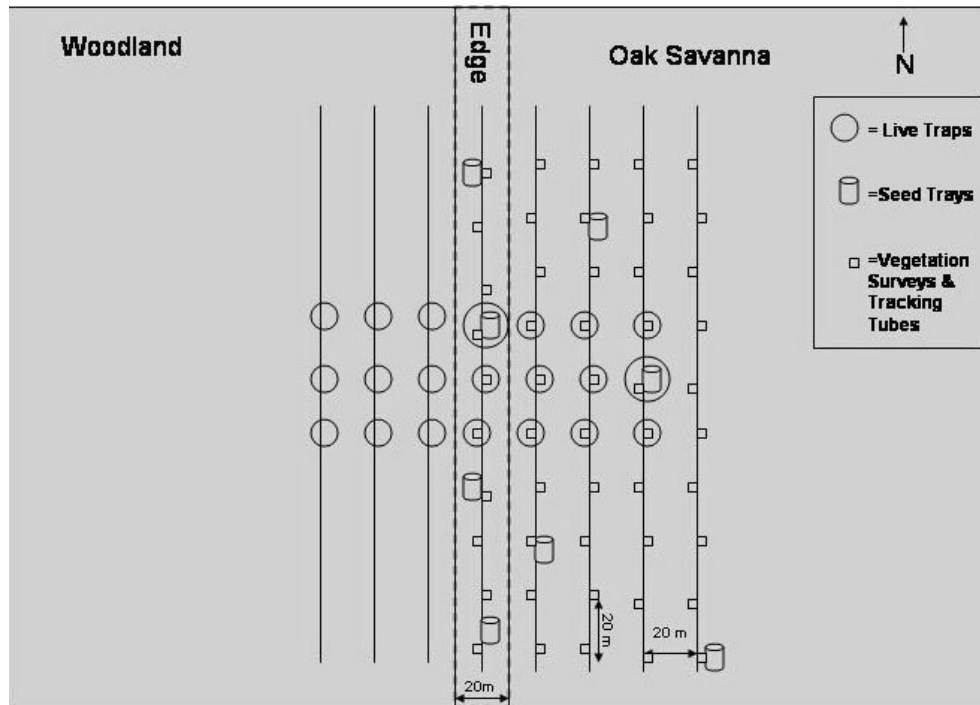 Woodland
Edge
Oak Savanna
N
= Live Traps
=Seed Trays
=Vegetation
Surveys &
Tracking
Tubes
20 m
20 m
20m